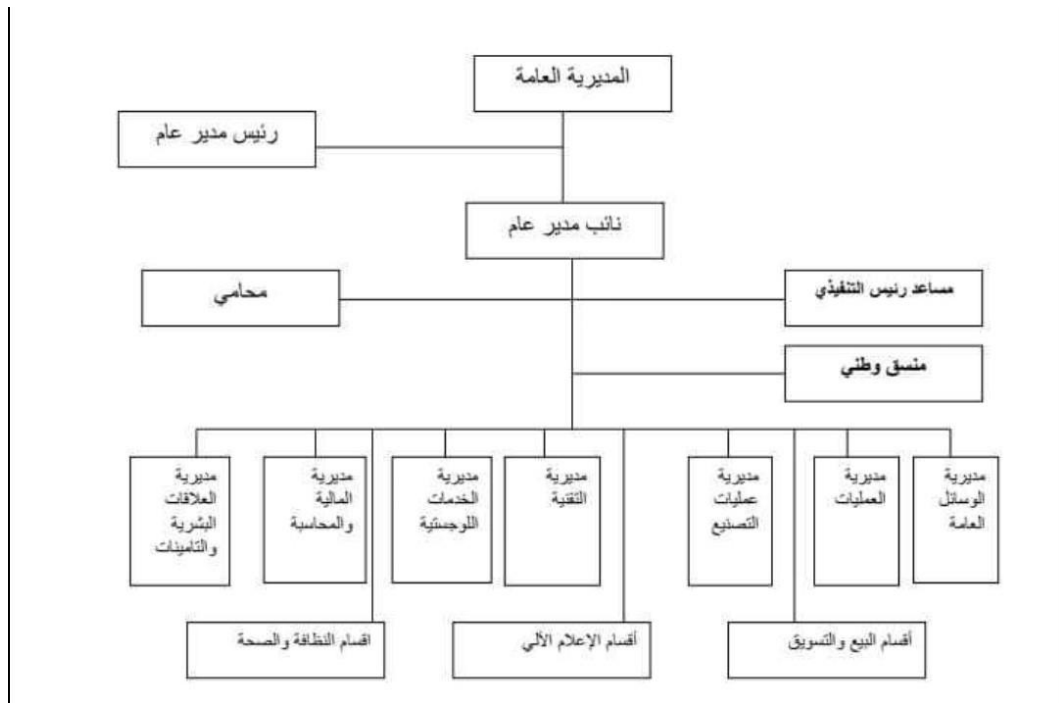 المديرية العامة
رئيس مدير عام
نائب مدير عام
مساعد رئيس التنفيذي
محامي
منسق وطني
مديرية
الوسائل
العامة
مديرية
العمليات
مديرية
عمليات
التصنيع
مديرية
التقنية
مديرية
الخدمات
اللوجستية
مديرية
المالية
والمحاسبة
مديرية
العلاقات
البشرية
والتامينات
أقسام البيع والتسويق
أقسام الإعلام الألي
اقسام النظافة والصحة